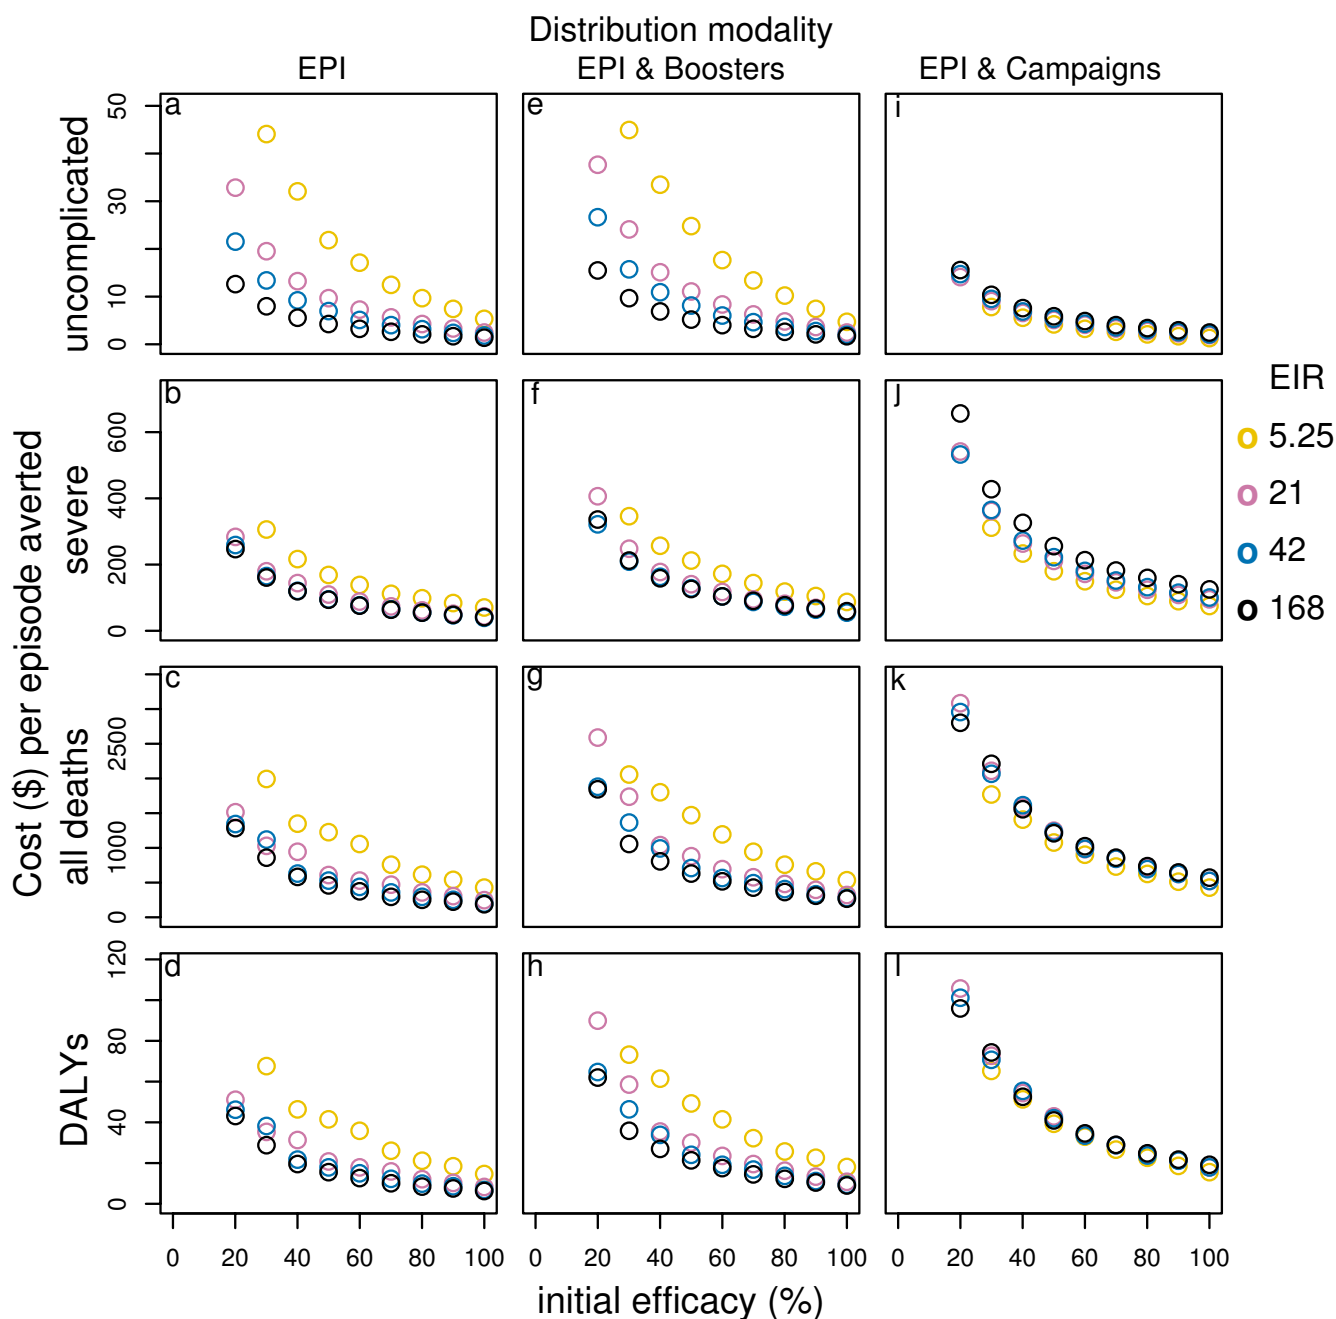 Distribution modality
EPI EPI & Boosters EPI & Campaigns
Cost ($) per episode averted
uncomplicated
50
30
10
0
a e i
severe
600
400
200
0
b f j
all deaths
2500
1000
0
c g k
DALYs
120
80
40
0
d h l
EIR
5.25
21
42
168
0 20 40 60 80 100 0 20 40 60 80 100 0 20 40 60 80 100
initial efficacy (%)